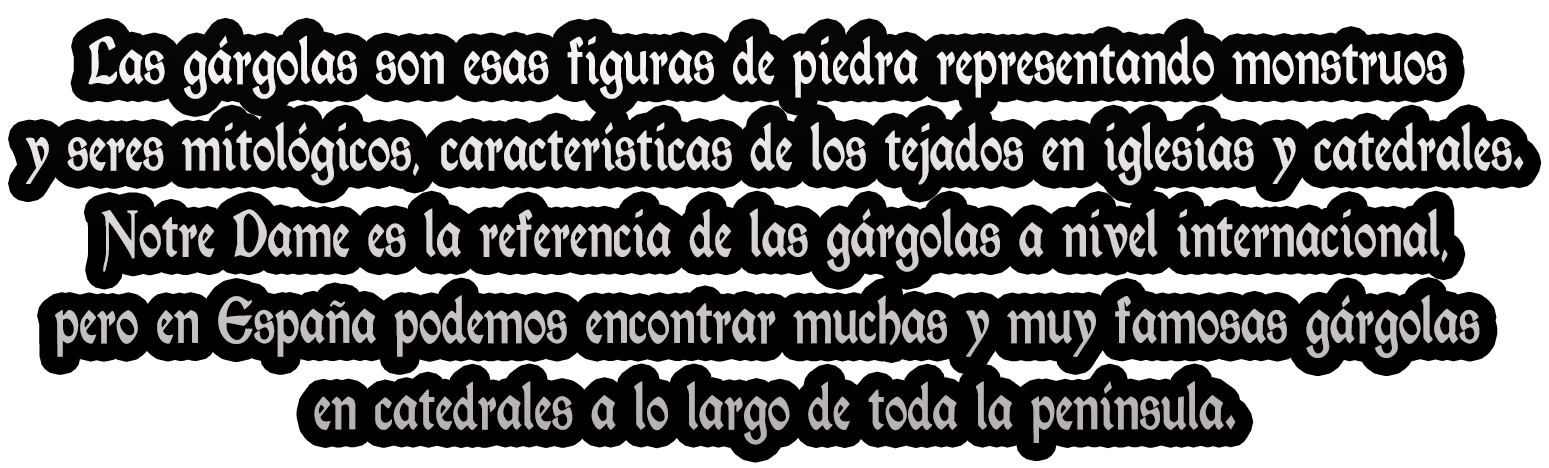 Las gárgolas son esas figuras de piedra representando monstruos
y seres mitológicos, características de los tejados en iglesias y catedrales.
Notre Dame es la referencia de las gárgolas a nivel internacional,
pero en España podemos encontrar muchas y muy famosas gárgolas
en catedrales a lo largo de toda la península.